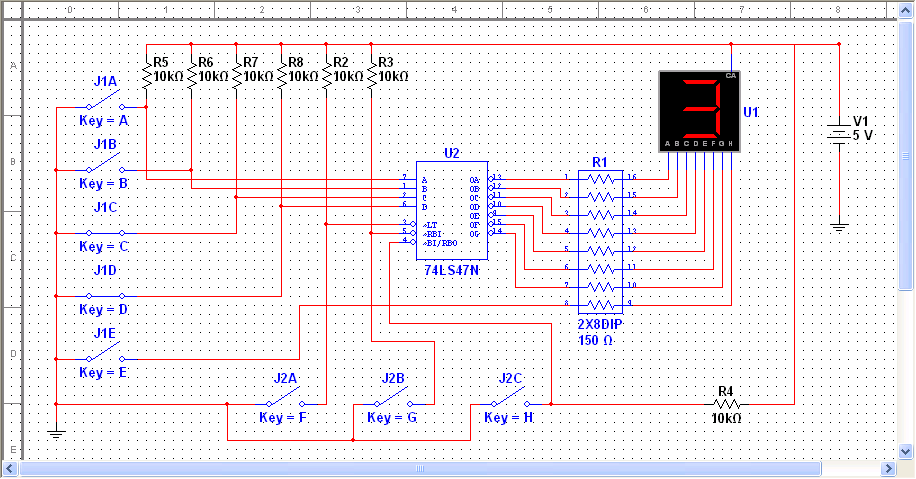 0 1 2 3 4 5 6 7 8
A
B
C
D
E
R5 R6 R7 R8 R2 R3
10kΩ 10kΩ 10kΩ 10kΩ 10kΩ 10kΩ
J1A
Key = A
J1B
Key = B
J1C
Key = C
J1D
Key = D
J1E
Key = E
J2A
Key = F
J2B
Key = G
J2C
Key = H
U2
7 A OA 13
1 B OB 12
2 C OC 11
6 D OD 10
OE 9
3 ~LT OF 15
5 ~RBI OG 14
4 ~BI/RBO
74LS47N
R1
1 16
2 15
3 14
4 13
5 12
6 11
7 10
8 9
2X8DIP
150 Ω
CA
3
A B C D E F G H
U1
V1
5 V
R4
10kΩ